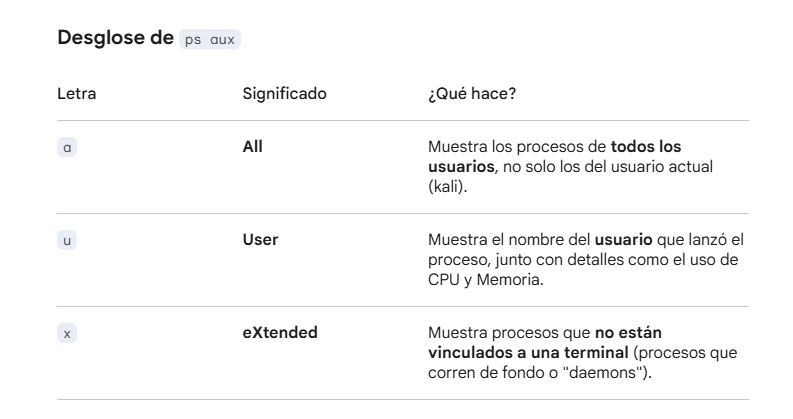 Desglose de ps aux
Letra Significado ¿Qué hace?
a All Muestra los procesos de todos los
usuarios, no solo los del usuario actual
(kali).
u User Muestra el nombre del usuario que lanzó el
proceso, junto con detalles como el uso de
CPU y Memoria.
x eXtended Muestra procesos que no están
vinculados a una terminal (procesos que
corren de fondo o "daemons").